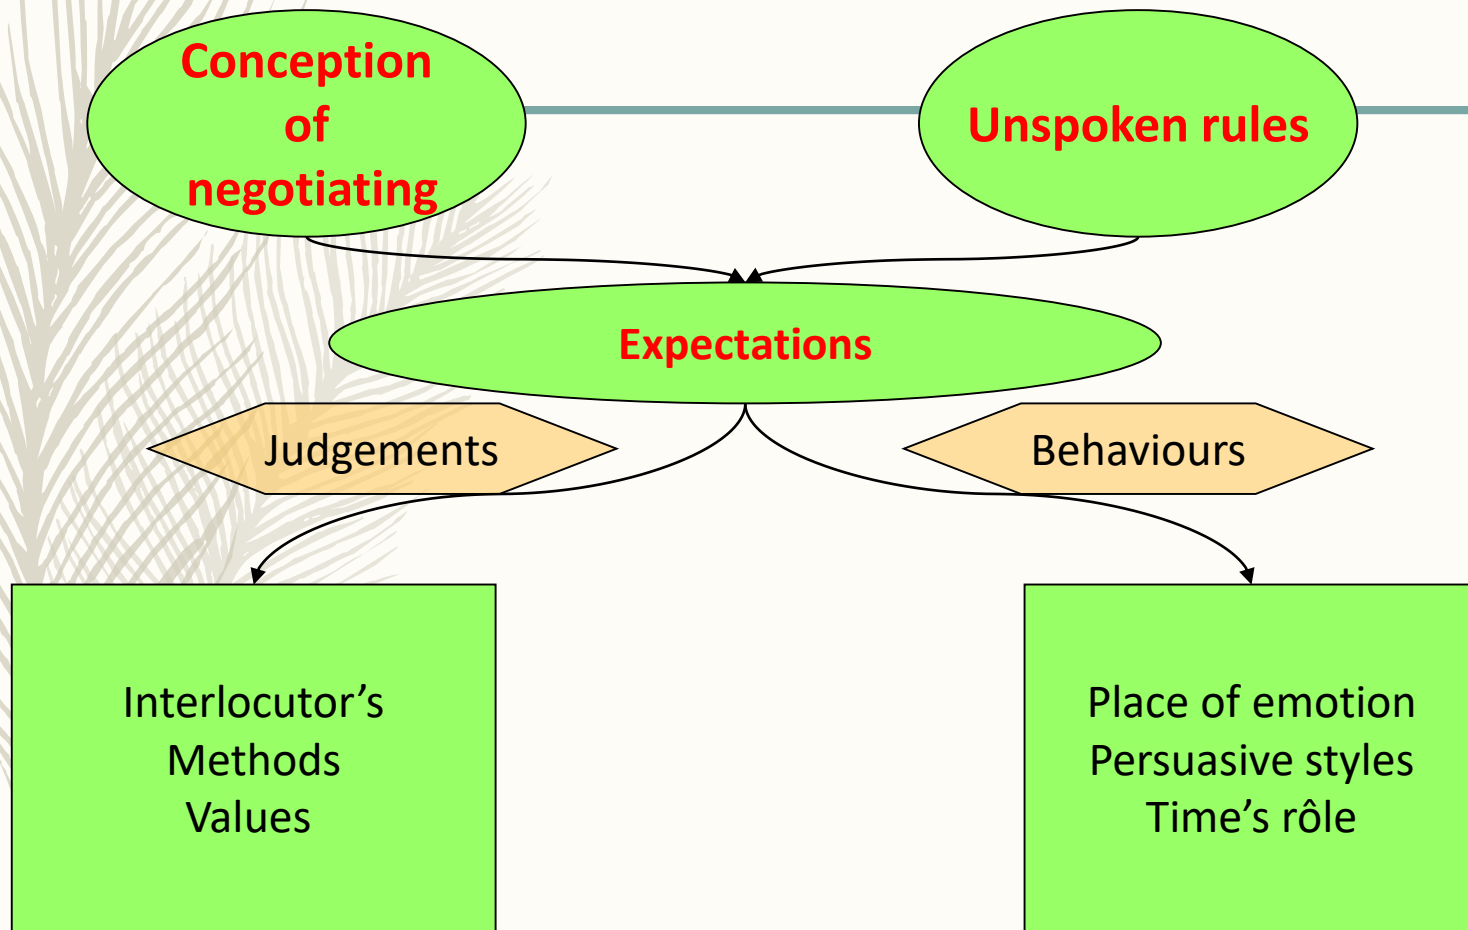 Conception
of
negotiating
Unspoken rules
Expectations
Judgements
Behaviours
Interlocutor’s
Methods
Values
Place of emotion
Persuasive styles
Time’s rôle